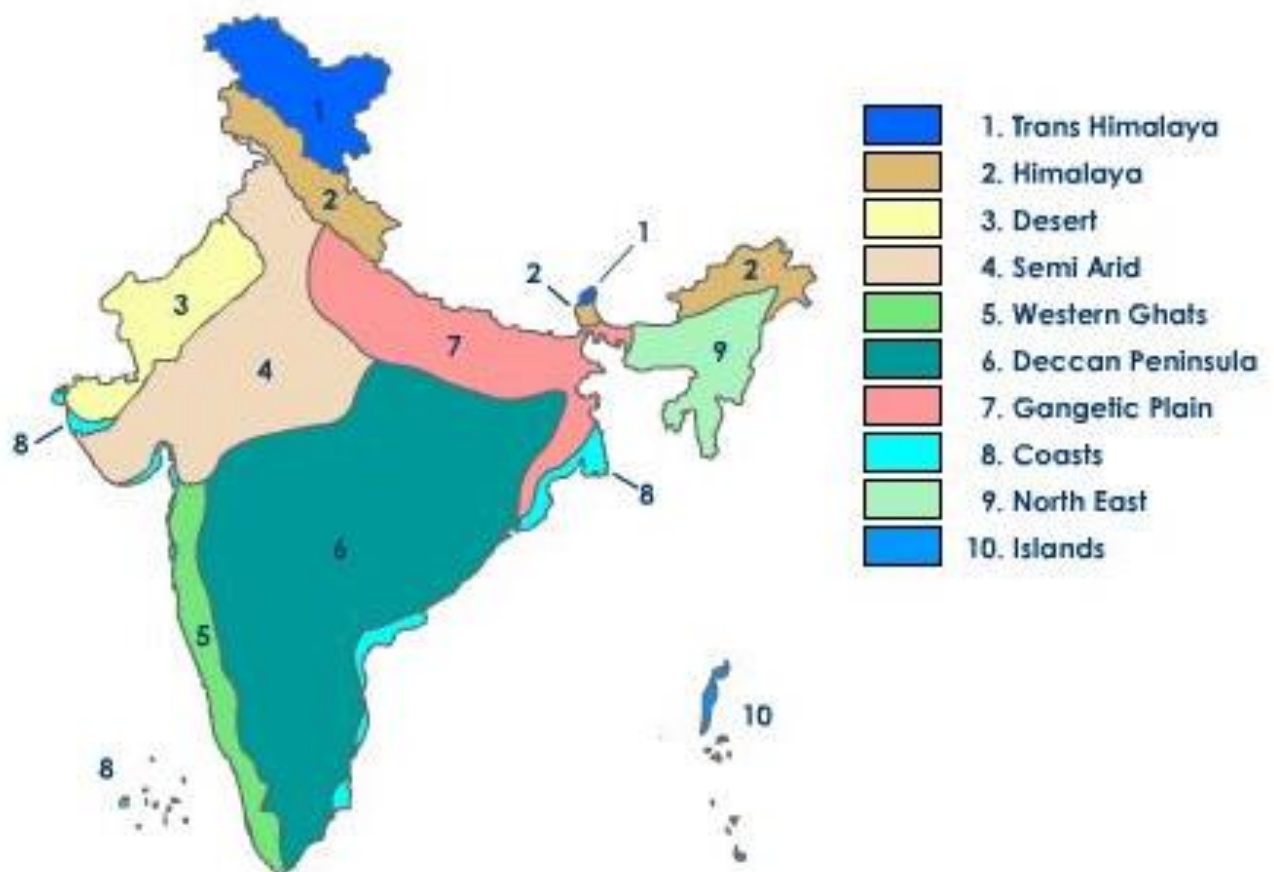 1
2
3
4
7
1
2
2
9
8
8
6
5
8
10
1. Trans Himalaya
2. Himalaya
3. Desert
4. Semi Arid
5. Western Ghats
6. Deccan Peninsula
7. Gangetic Plain
8. Coasts
9. North East
10. Islands